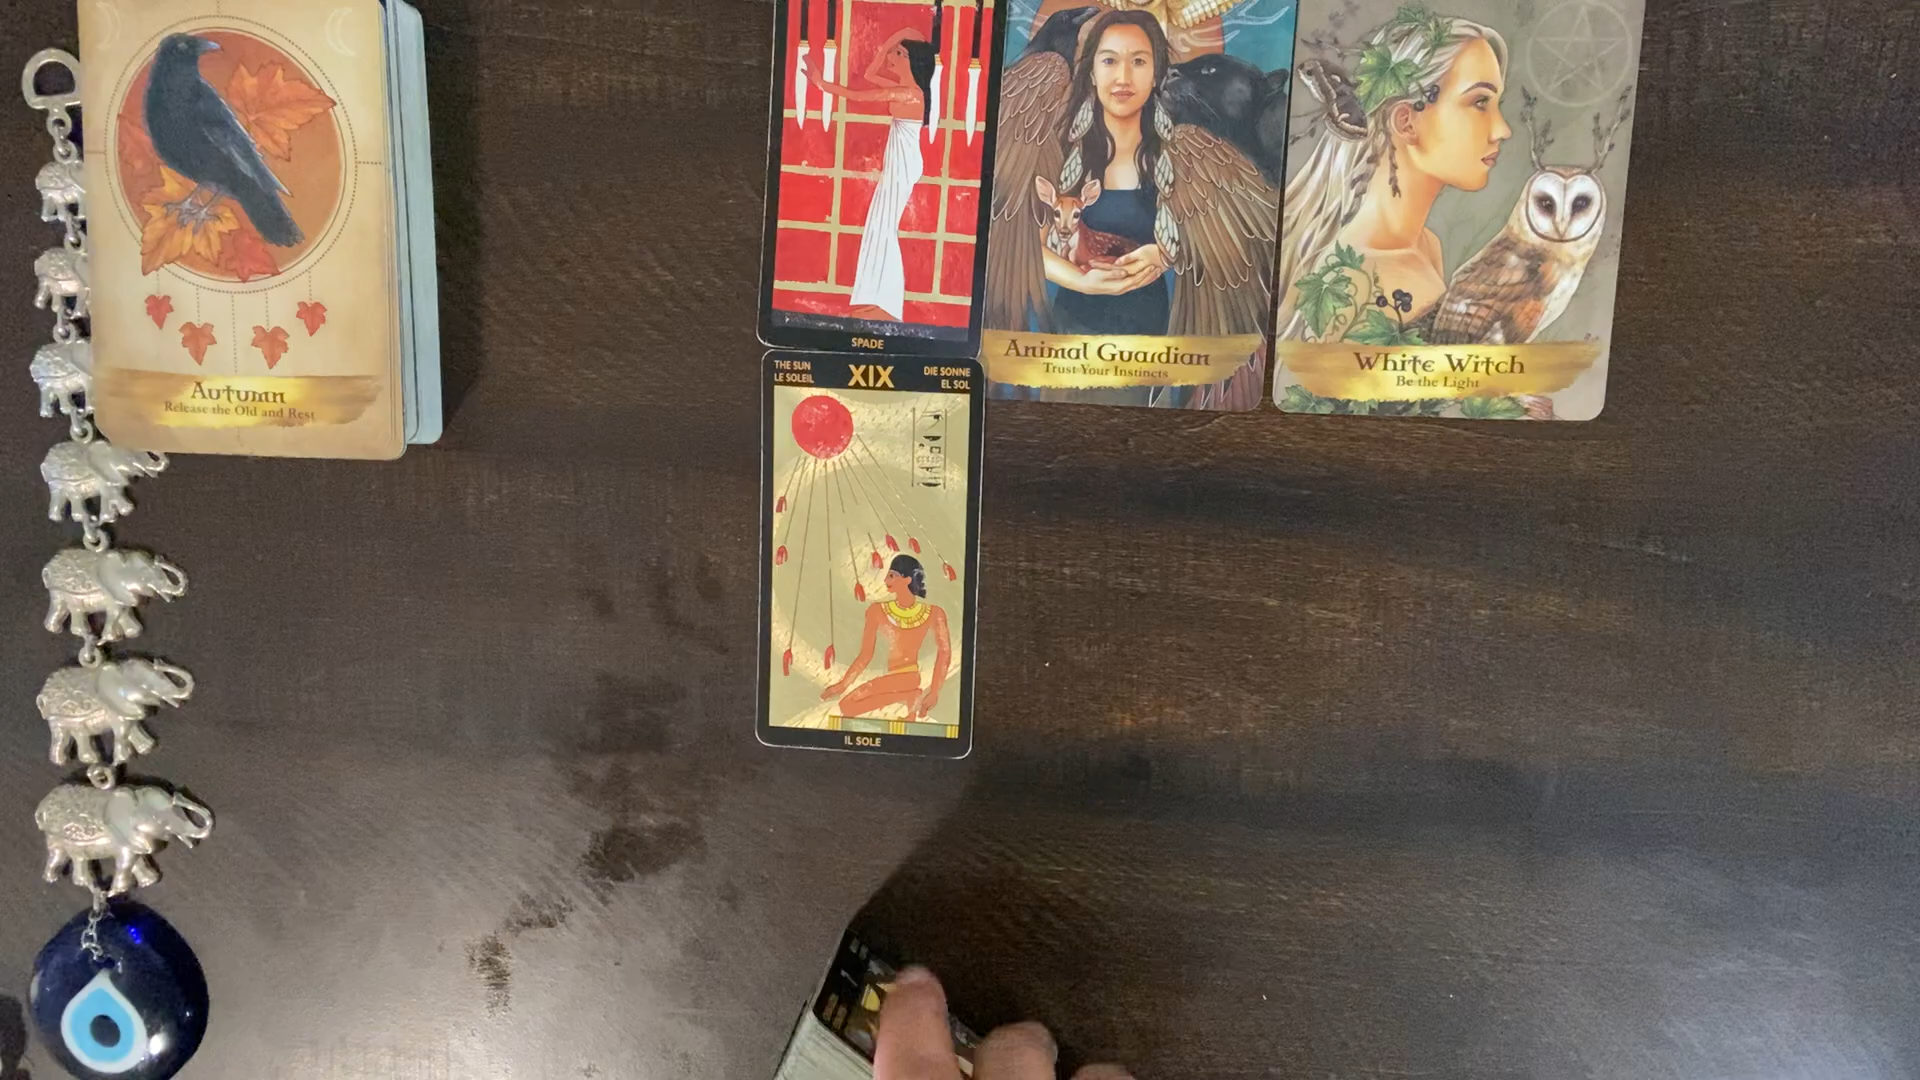 Autumn
Release the Old and Rest
SPADE
Animal Guardian
Trust Your Instincts
White Witch
Be the Light
THE SUN
LE SOLEIL
XIX
DIE SONNE
EL SOL
IL SOLE